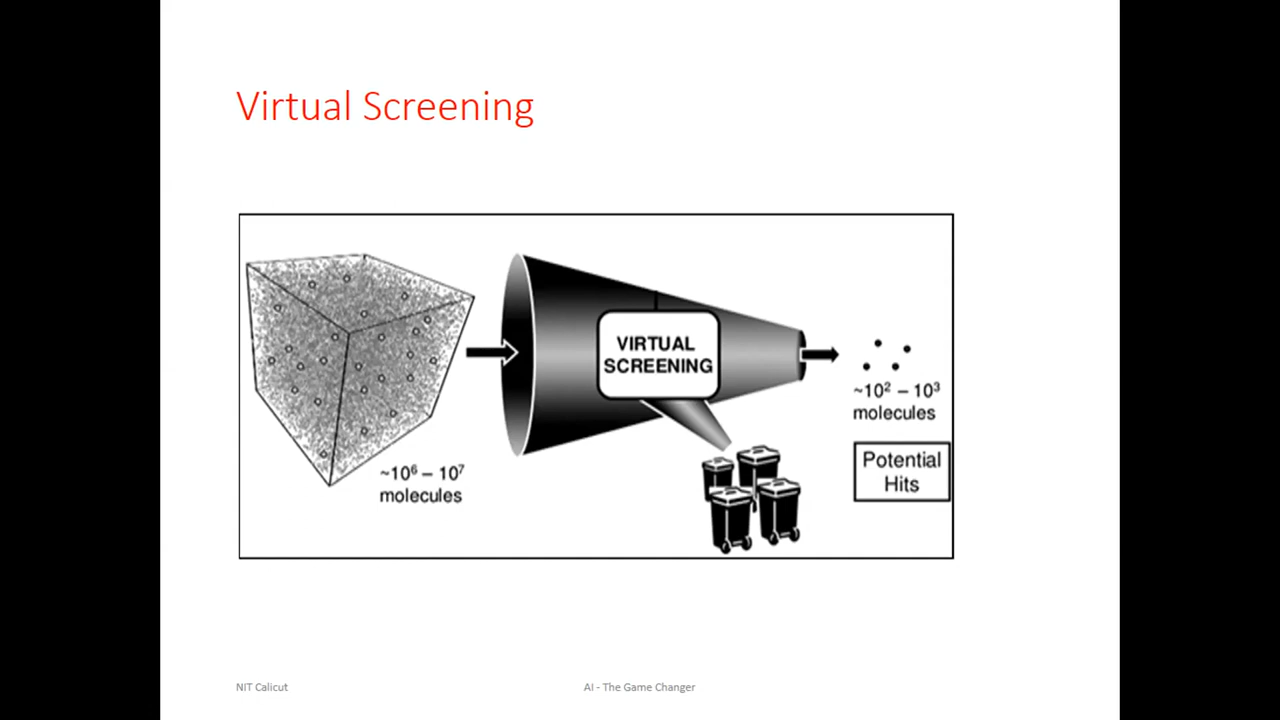 Virtual Screening
VIRTUAL
SCREENING
~10⁶ – 10⁷
molecules
~10² – 10³
molecules
Potential
Hits
NIT Calicut
AI - The Game Changer